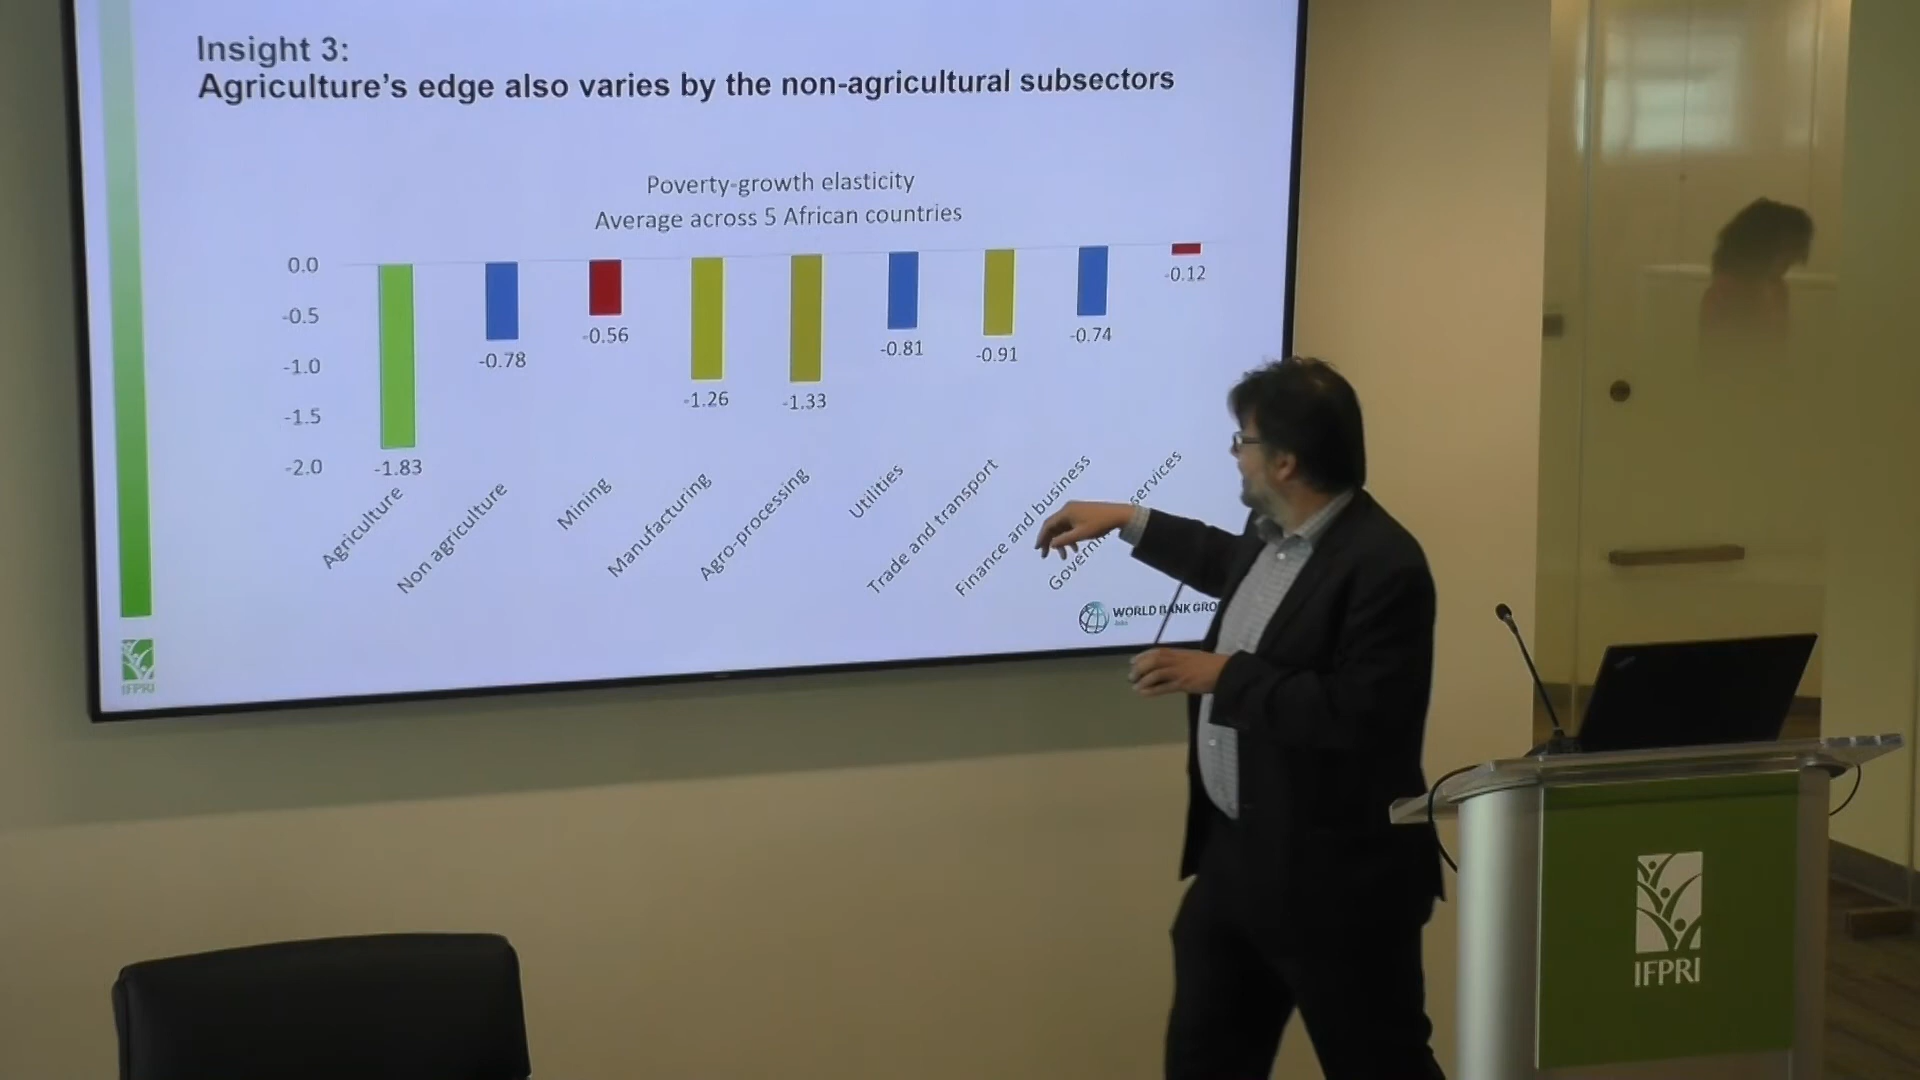 Insight 3:
Agriculture's edge also varies by the non-agricultural subsectors
Poverty-growth elasticity
Average across 5 African countries
0.0
-0.5
-1.0
-1.5
-2.0
-1.83
-0.78
-0.56
-1.26
-1.33
-0.81
-0.91
-0.74
-0.12
Agriculture
Non agriculture
Mining
Manufacturing
Agro-processing
Utilities
Trade and transport
Finance and business
Govern services
WORLD BANK GRO
IFPRI
IFPRI